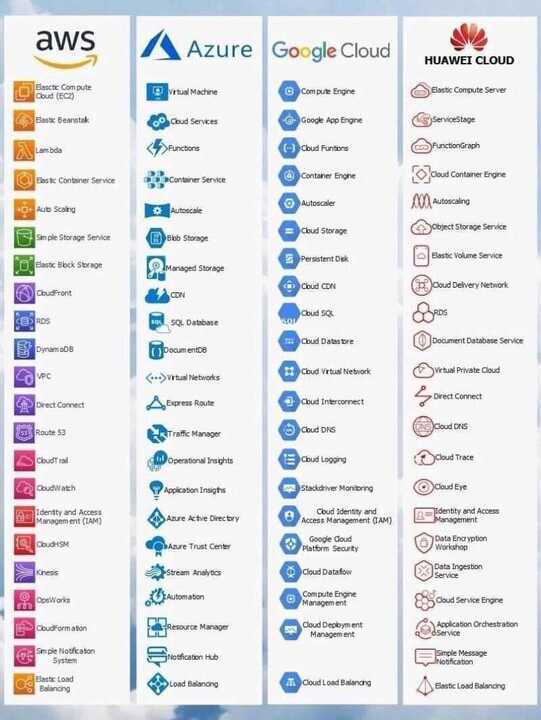 aws
Elasctic Compute
Cloud (EC2)
Elastic Beanstalk
Lambda
Elastic Container Service
Auto Scaling
Simple Storage Service
Elastic Block Storage
CloudFront
RDS
DynamoDB
VPC
Direct Connect
Route 53
CloudTrail
CloudWatch
Identity and Access
Management (IAM)
CloudHSM
Kinesis
OpsWorks
CloudFormation
Simple Notification
System
Elastic Load
Balancing
Azure
Virtual Machine
Cloud Services
Functions
Container Service
Autoscale
Blob Storage
Managed Storage
CDN
SQL Database
DocumentDB
Virtual Networks
Express Route
Traffic Manager
Operational Insights
Application Insigths
Azure Active Directory
Azure Trust Center
Stream Analytics
Automation
Resource Manager
Notification Hub
Load Balancing
Google Cloud
Compute Engine
Google App Engine
Cloud Funtions
Container Engine
Autoscaler
Cloud Storage
Persistent Disk
Cloud CDN
Cloud SQL
Cloud Datastore
Cloud Virtual Network
Cloud Interconnect
Cloud DNS
Cloud Logging
Stackdriver Monitoring
Cloud Identity and
Access Management (IAM)
Google Cloud
Platform Security
Cloud Dataflow
Compute Engine
Management
Cloud Deployment
Management
Cloud Load Balancing
HUAWEI CLOUD
Elastic Compute Server
ServiceStage
FunctionGraph
Cloud Container Engine
Autoscaling
Object Storage Service
Elastic Volume Service
Cloud Delivery Network
RDS
Document Database Service
Virtual Private Cloud
Direct Connect
Cloud DNS
Cloud Trace
Cloud Eye
Identity and Access
Management
Data Encryption
Workshop
Data Ingestion
Service
Cloud Service Engine
Application Orchestration
Service
Simple Message
Notification
Elastic Load Balancing